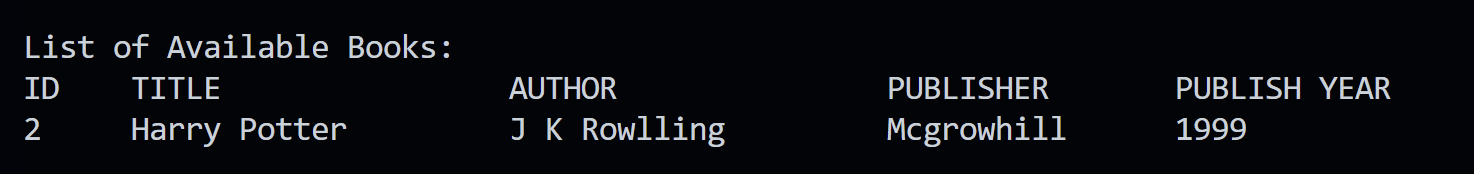 List of Available Books:
ID TITLE AUTHOR PUBLISHER PUBLISH YEAR
2 Harry Potter J K Rowlling Mcgrowhill 1999